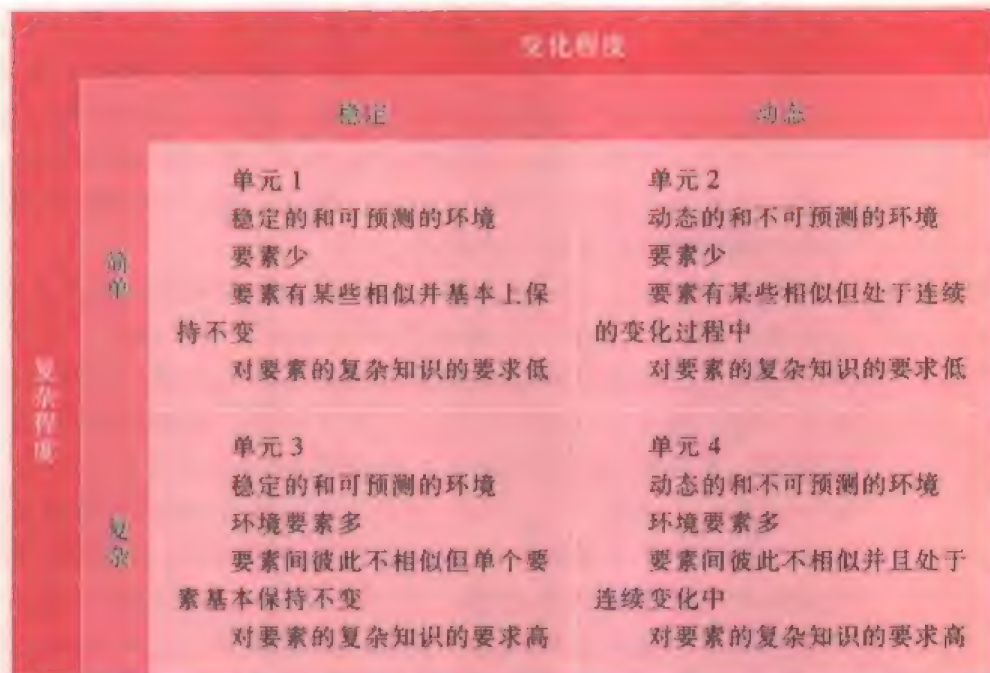 变化程度
稳定
动态
复杂程度
简单
单元 1
稳定的和可预测的环境
要素少
要素有某些相似并基本上保
持不变
对要素的复杂知识的要求低
单元 2
动态的和不可预测的环境
要素少
要素有某些相似但处于连续
的变化过程中
对要素的复杂知识的要求低
复杂
单元 3
稳定的和可预测的环境
环境要素多
要素间彼此不相似但单个要
素基本保持不变
对要素的复杂知识的要求高
单元 4
动态的和不可预测的环境
环境要素多
要素间彼此不相似并且处于
连续变化中
对要素的复杂知识的要求高